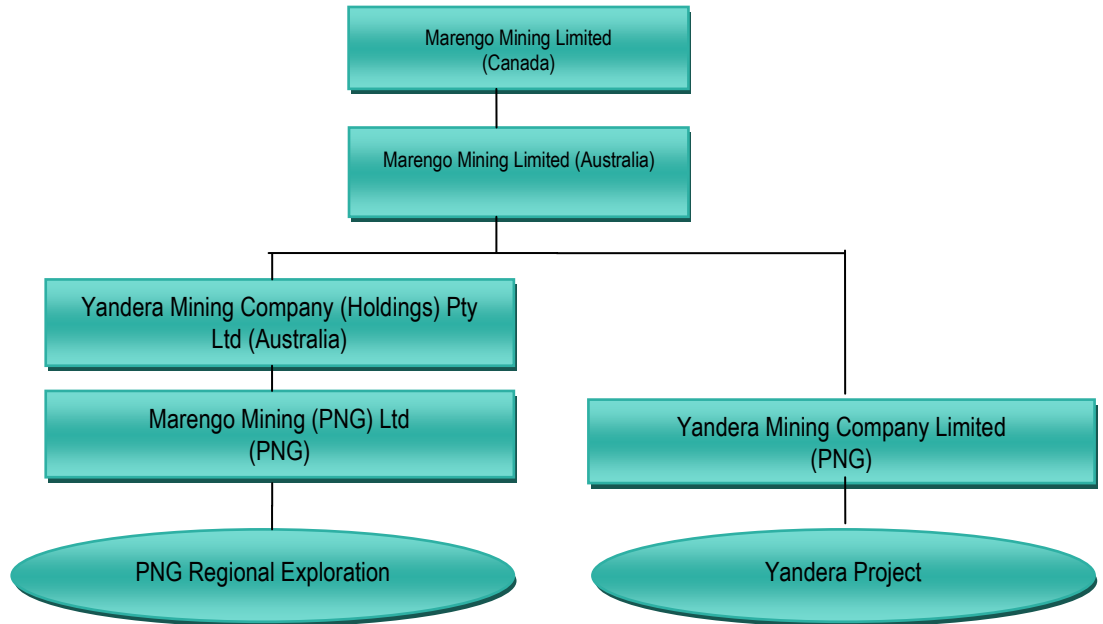 Marengo Mining Limited
(Canada)
Marengo Mining Limited (Australia)
Yandera Mining Company (Holdings) Pty
Ltd (Australia)
Marengo Mining (PNG) Ltd
(PNG)
Yandera Mining Company Limited
(PNG)
PNG Regional Exploration
Yandera Project